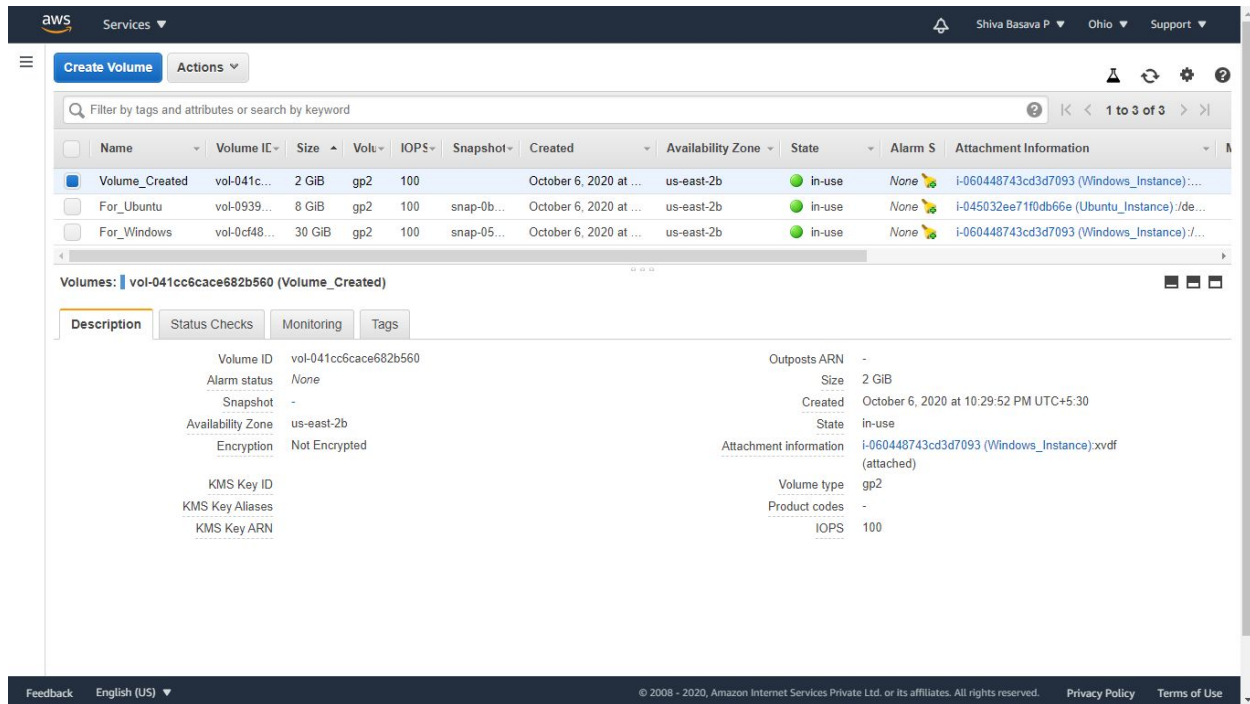 aws Services Shiva Basava P Ohio Support
Create Volume Actions
Filter by tags and attributes or search by keyword 1 to 3 of 3
Name Volume ID Size Volu IOPS Snapshot Created Availability Zone State Alarm S Attachment Information
Volume_Created vol-041c... 2 GiB gp2 100 October 6, 2020 at ... us-east-2b in-use None i-060448743cd3d7093 (Windows_Instance):...
For_Ubuntu vol-0939... 8 GiB gp2 100 snap-0b... October 6, 2020 at ... us-east-2b in-use None i-045032ee71f0db66e (Ubuntu_Instance):/de...
For_Windows vol-0cf48... 30 GiB gp2 100 snap-05... October 6, 2020 at ... us-east-2b in-use None i-060448743cd3d7093 (Windows_Instance):/...
Volumes: vol-041cc6cace682b560 (Volume_Created)
Description Status Checks Monitoring Tags
Volume ID vol-041cc6cace682b560 Outposts ARN -
Alarm status None Size 2 GiB
Snapshot - Created October 6, 2020 at 10:29:52 PM UTC+5:30
Availability Zone us-east-2b State in-use
Encryption Not Encrypted Attachment information i-060448743cd3d7093 (Windows_Instance):xvdf
(attached)
KMS Key ID Volume type gp2
KMS Key Aliases Product codes -
KMS Key ARN IOPS 100
Feedback English (US) © 2008 - 2020, Amazon Internet Services Private Ltd. or its affiliates. All rights reserved. Privacy Policy Terms of Use